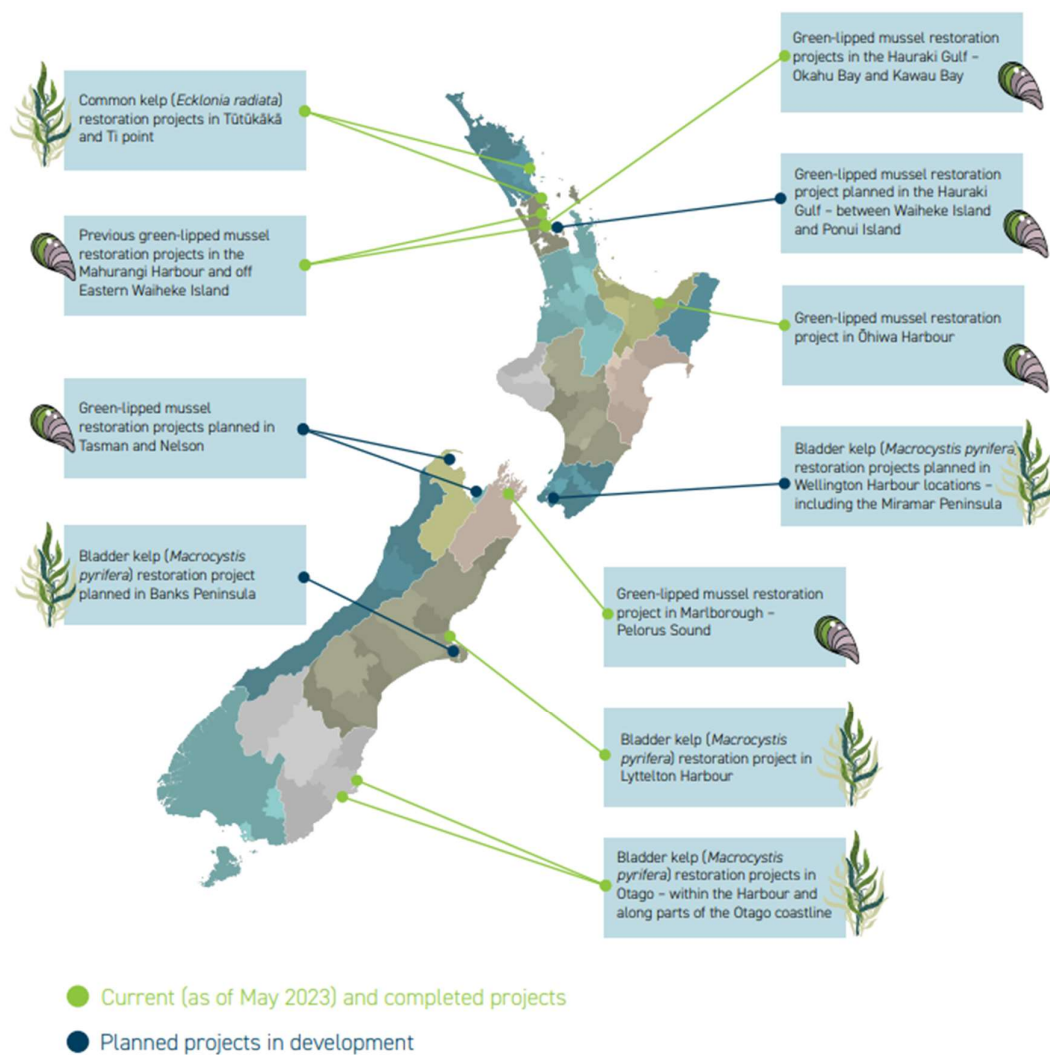 Green-lipped mussel restoration
projects in the Hauraki Gulf –
Okahu Bay and Kawau Bay
Common kelp (Ecklonia radiata)
restoration projects in Tūtūkākā
and Ti point
Green-lipped mussel restoration
project planned in the Hauraki
Gulf – between Waiheke Island
and Ponui Island
Previous green-lipped mussel
restoration projects in the
Mahurangi Harbour and off
Eastern Waiheke Island
Green-lipped mussel restoration
project in Ōhiwa Harbour
Green-lipped mussel
restoration projects planned in
Tasman and Nelson
Bladder kelp (Macrocystis pyrifera)
restoration projects planned in
Wellington Harbour locations –
including the Miramar Peninsula
Bladder kelp (Macrocystis
pyrifera) restoration project
planned in Banks Peninsula
Green-lipped mussel restoration
project in Marlborough –
Pelorus Sound
Bladder kelp (Macrocystis
pyrifera) restoration project in
Lyttelton Harbour
Bladder kelp (Macrocystis
pyrifera) restoration projects in
Otago – within the Harbour and
along parts of the Otago coastline
Current (as of May 2023) and completed projects
Planned projects in development